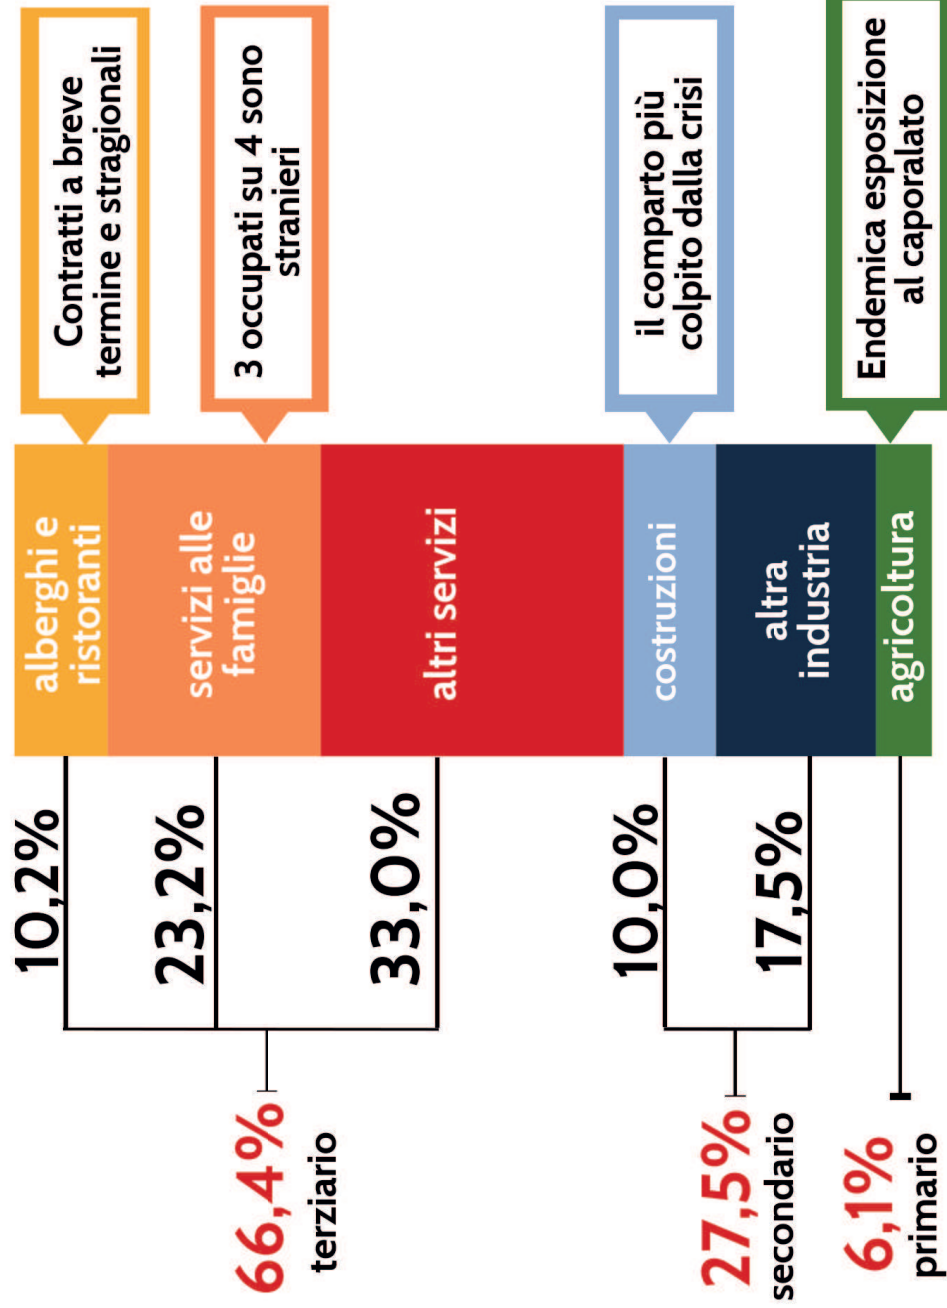 66,4%
terziario
27,5%
secondario
6,1%
primario
10,2%
23,2%
33,0%
10,0%
17,5%
alberghi e
ristoranti
servizi alle
famiglie
altri servizi
costruzioni
altra
industria
agricoltura
Contratti a breve
termine e stragionali
3 occupati su 4 sono
stranieri
il comparto più
colpito dalla crisi
Endemica esposizione
al caporalato